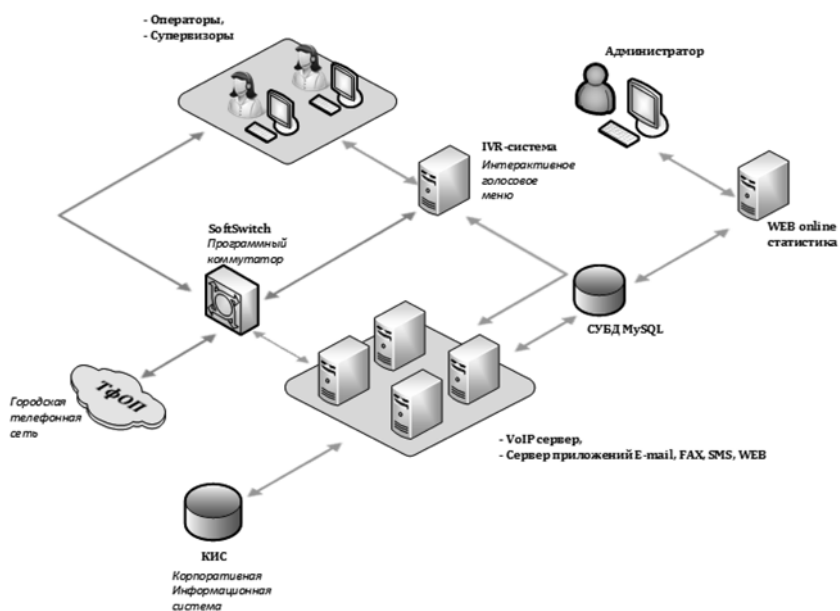 - Операторы,
- Супервизоры
Администратор
IVR-система
Интерактивное
голосовое
меню
WEB online
статистика
SoftSwitch
Программный
коммутатор
СУБД MySQL
ТфОП
Городская
телефонная
сеть
- VoIP сервер,
- Сервер приложений E-mail, FAX, SMS, WEB
КИС
Корпоративная
Информационная
система